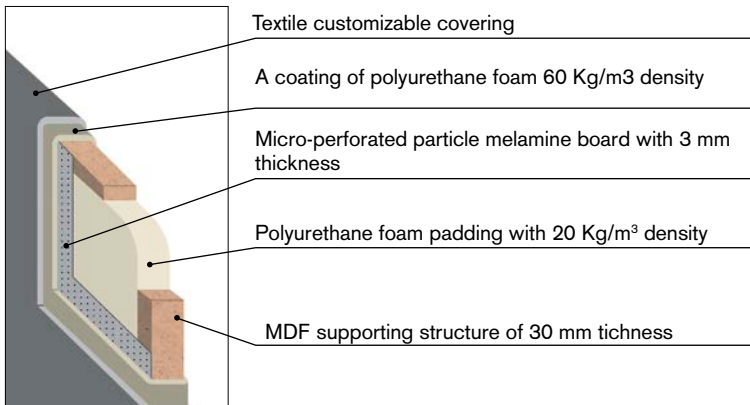 Textile customizable covering
A coating of polyurethane foam 60 Kg/m3 density
Micro-perforated particle melamine board with 3 mm
thickness
Polyurethane foam padding with 20 Kg/m³ density
MDF supporting structure of 30 mm tichness